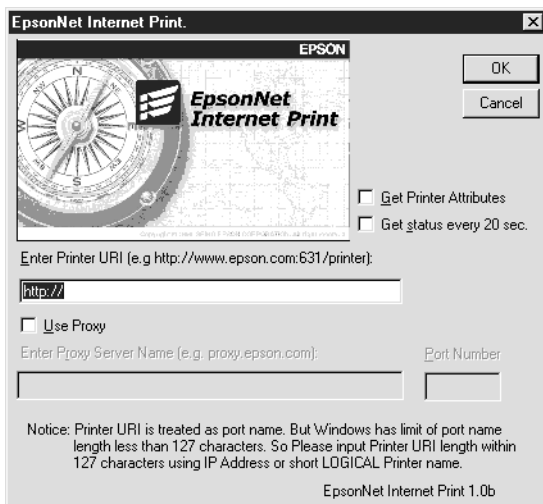 EpsonNet Internet Print.
EPSON
EpsonNet
Internet Print
N
W
S
OK
Cancel
Get Printer Attributes
Get status every 20 sec.
Enter Printer URI (e.g http://www.epson.com:631/printer):
http://
Use Proxy
Enter Proxy Server Name (e.g. proxy.epson.com):
Port Number
Notice: Printer URI is treated as port name. But Windows has limit of port name
length less than 127 characters. So Please input Printer URI length within
127 characters using IP Address or short LOGICAL Printer name.
EpsonNet Internet Print 1.0b